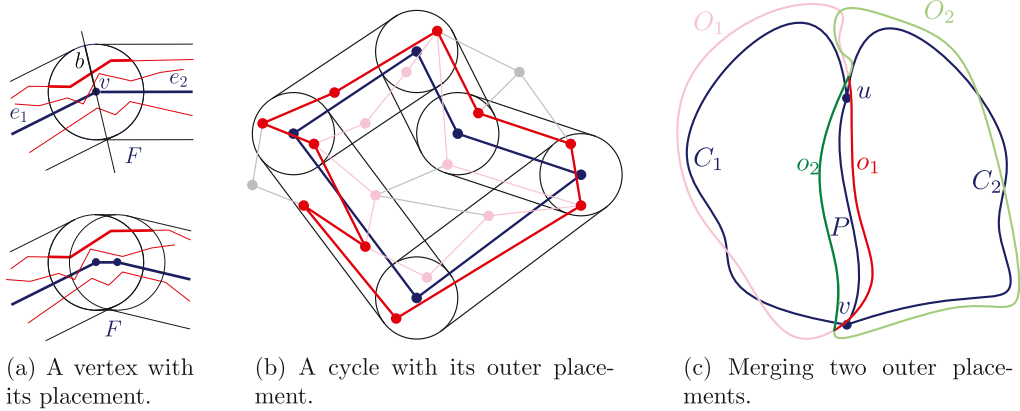 b
v
e₂
e₁
F
F
O₁
O₂
u
C₁
o₂
o₁
C₂
P
v
(a) A vertex with
its placement.
(b) A cycle with its outer place-
ment.
(c) Merging two outer place-
ments.